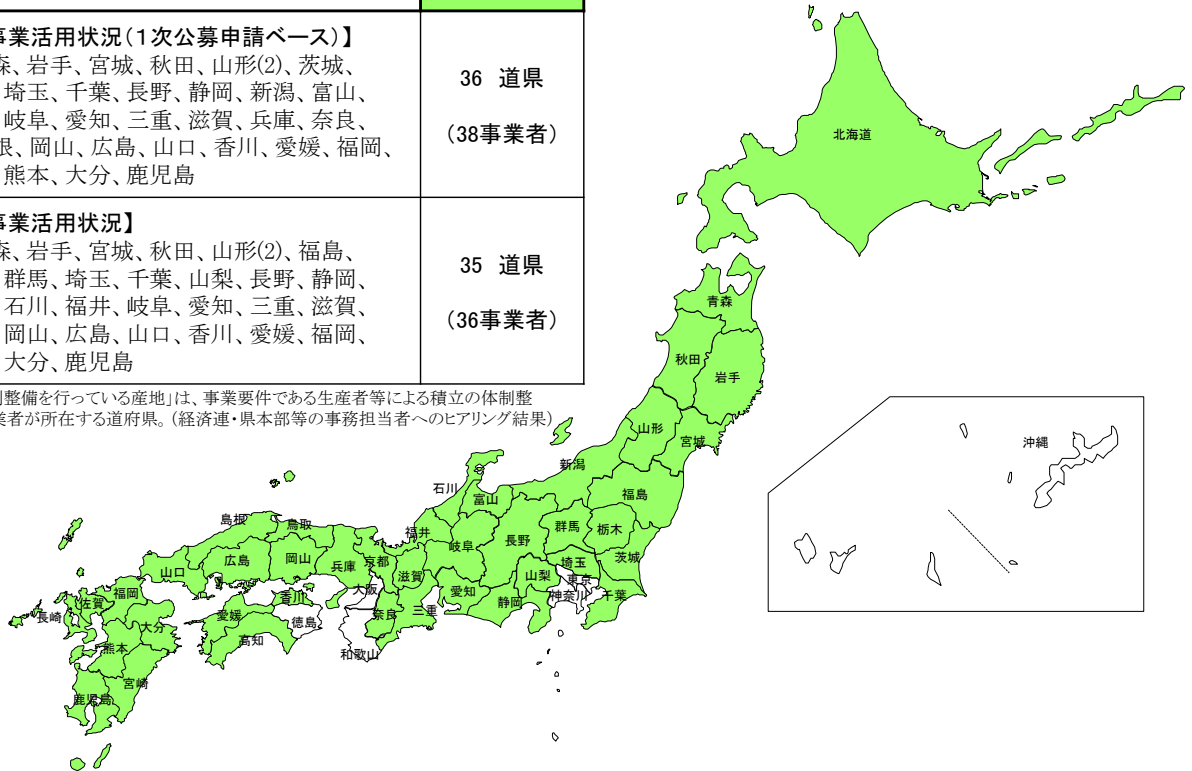 事業活用状況(1次公募申請ベース)】
森、岩手、宮城、秋田、山形(2)、茨城、
埼玉、千葉、長野、静岡、新潟、富山、
岐阜、愛知、三重、滋賀、兵庫、奈良、
根、岡山、広島、山口、香川、愛媛、福岡、
熊本、大分、鹿児島
36 道県
(38事業者)
事業活用状況】
森、岩手、宮城、秋田、山形(2)、福島、
群馬、埼玉、千葉、山梨、長野、静岡、
石川、福井、岐阜、愛知、三重、滋賀、
岡山、広島、山口、香川、愛媛、福岡、
大分、鹿児島
35 道県
(36事業者)
制整備を行っている産地」は、事業要件である生産者等による積立の体制整
業者が所在する道府県。(経済連・県本部等の事務担当者へのヒアリング結果)
北海道
青森
秋田
岩手
山形
宮城
新潟
福島
石川
富山
福井
岐阜
長野
群馬
栃木
茨城
埼玉
東京
山梨
神奈川
千葉
静岡
愛知
三重
滋賀
京都
兵庫
大阪
奈良
和歌山
島根
鳥取
岡山
広島
山口
香川
徳島
愛媛
高知
福岡
佐賀
長崎
大分
熊本
宮崎
鹿児島
沖縄